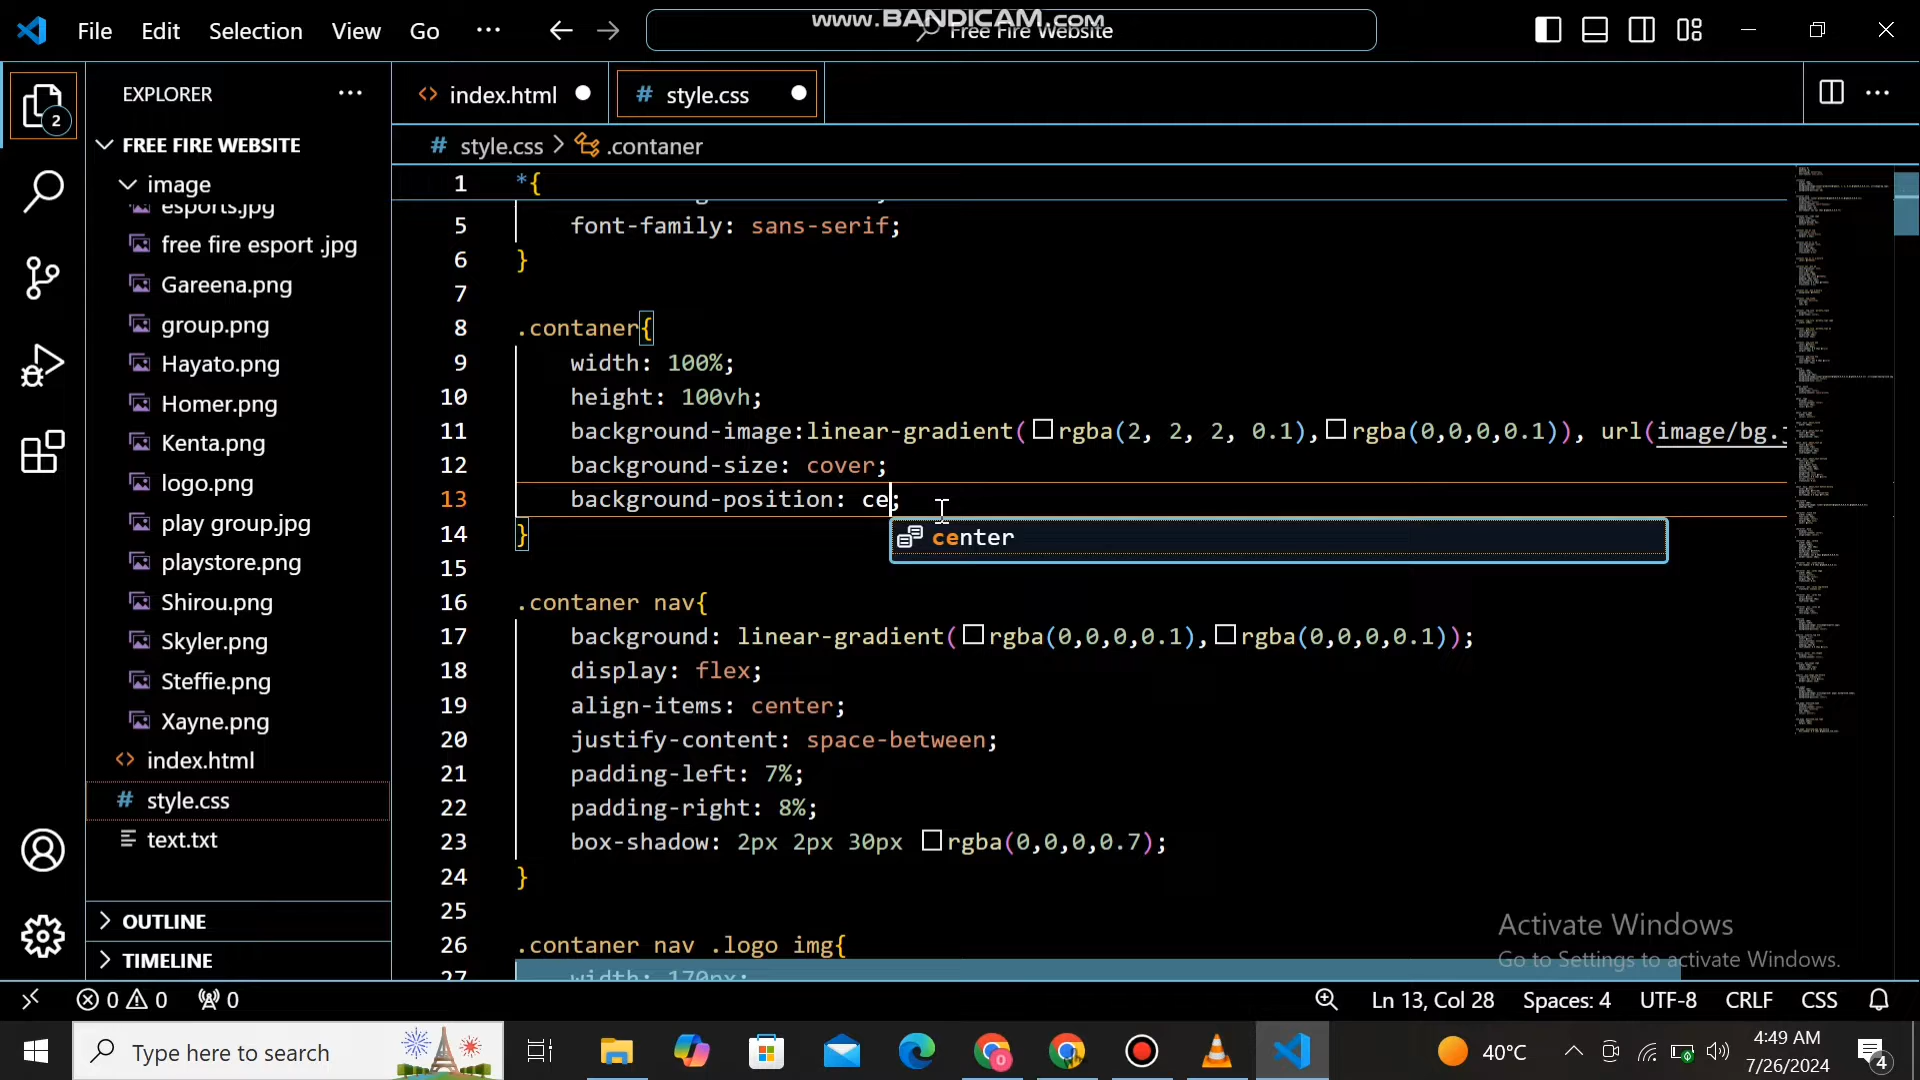 www.BANDICAM.com
File Edit Selection View Go ··· Free Fire Website
EXPLORER ···
index.html
# style.css
FREE FIRE WEBSITE
# style.css > .contaner
image
esports.jpg
free fire esport .jpg
Gareena.png
group.png
Hayato.png
Homer.png
Kenta.png
logo.png
play group.jpg
playstore.png
Shirou.png
Skyler.png
Steffie.png
Xayne.png
index.html
# style.css
text.txt
OUTLINE
TIMELINE
1 *{
5 font-family: sans-serif;
6 }
7
8 .contaner{
9 width: 100%;
10 height: 100vh;
11 background-image:linear-gradient(rgba(2, 2, 2, 0.1),rgba(0,0,0,0.1)), url(image/bg.
12 background-size: cover;
13 background-position: ce;
center
14 }
15
16 .contaner nav{
17 background: linear-gradient(rgba(0,0,0,0.1),rgba(0,0,0,0.1));
18 display: flex;
19 align-items: center;
20 justify-content: space-between;
21 padding-left: 7%;
22 padding-right: 8%;
23 box-shadow: 2px 2px 30px rgba(0,0,0,0.7);
24 }
25
26 .contaner nav .logo img{
27 width: 170px;
Activate Windows
Go to Settings to activate Windows.
0 0 0 Ln 13, Col 28 Spaces: 4 UTF-8 CRLF CSS
Type here to search
40°C
4:49 AM
7/26/2024
4